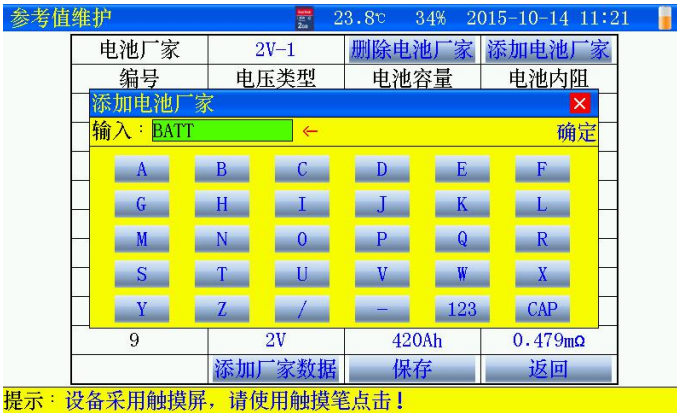 参考值维护 23.8℃ 34% 2015-10-14 11:21
电池厂家 2V-1 删除电池厂家 添加电池厂家
编号 电压类型 电池容量 电池内阻
添加电池厂家
输入：BATT ← 确定
A B C D E F
G H I J K L
M N O P Q R
S T U V W X
Y Z / － 123 CAP
9 2V 420Ah 0.479mΩ
添加厂家数据 保存 返回
提示：设备采用触摸屏，请使用触摸笔点击！